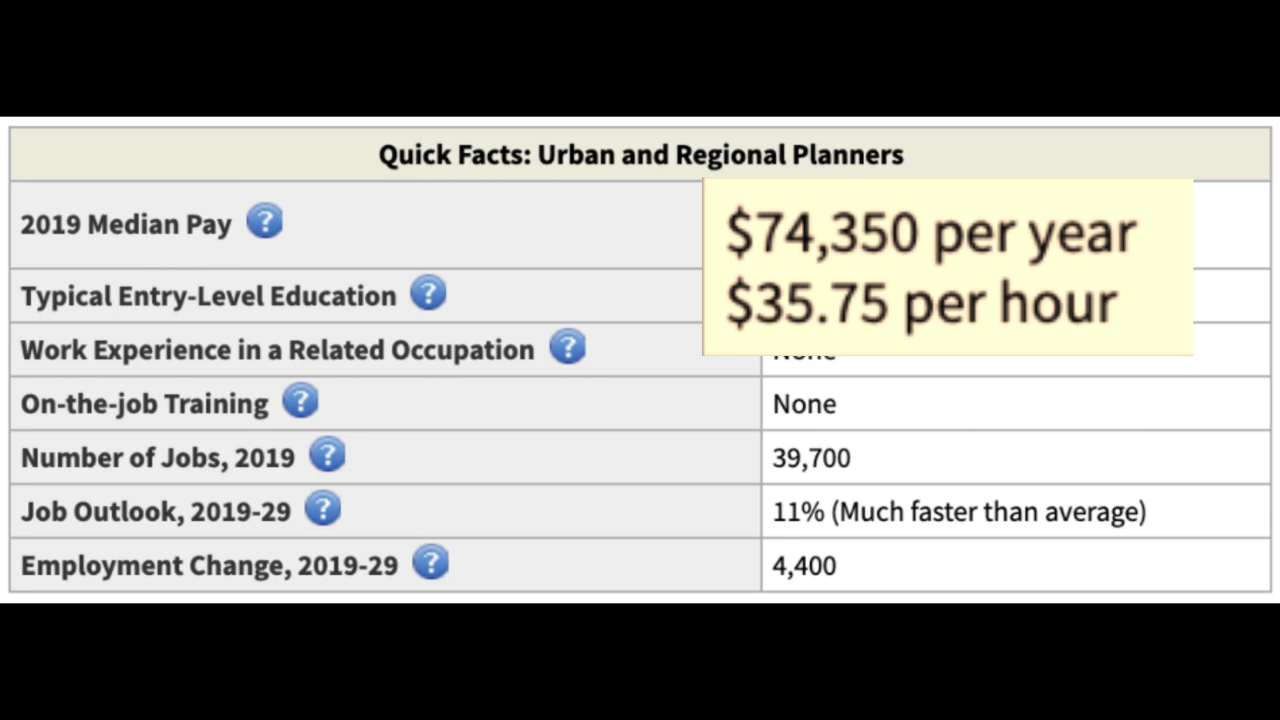 Quick Facts: Urban and Regional Planners
2019 Median Pay ?
$74,350 per year
$35.75 per hour
Typical Entry-Level Education ?
Work Experience in a Related Occupation ? None
On-the-job Training ? None
Number of Jobs, 2019 ? 39,700
Job Outlook, 2019-29 ? 11% (Much faster than average)
Employment Change, 2019-29 ? 4,400